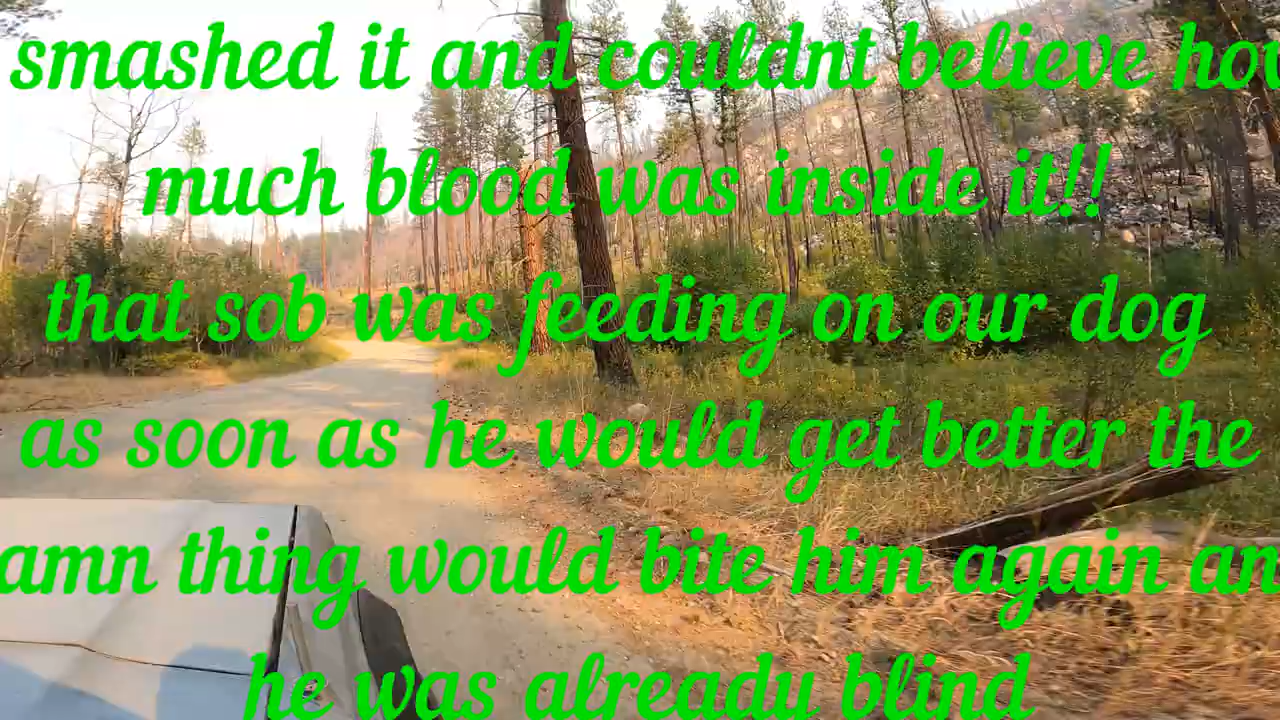 smashed it and couldnt believe how
much blood was inside it!!
that sob was feeding on our dog
as soon as he would get better the
amn thing would bite him again an
he was already blind